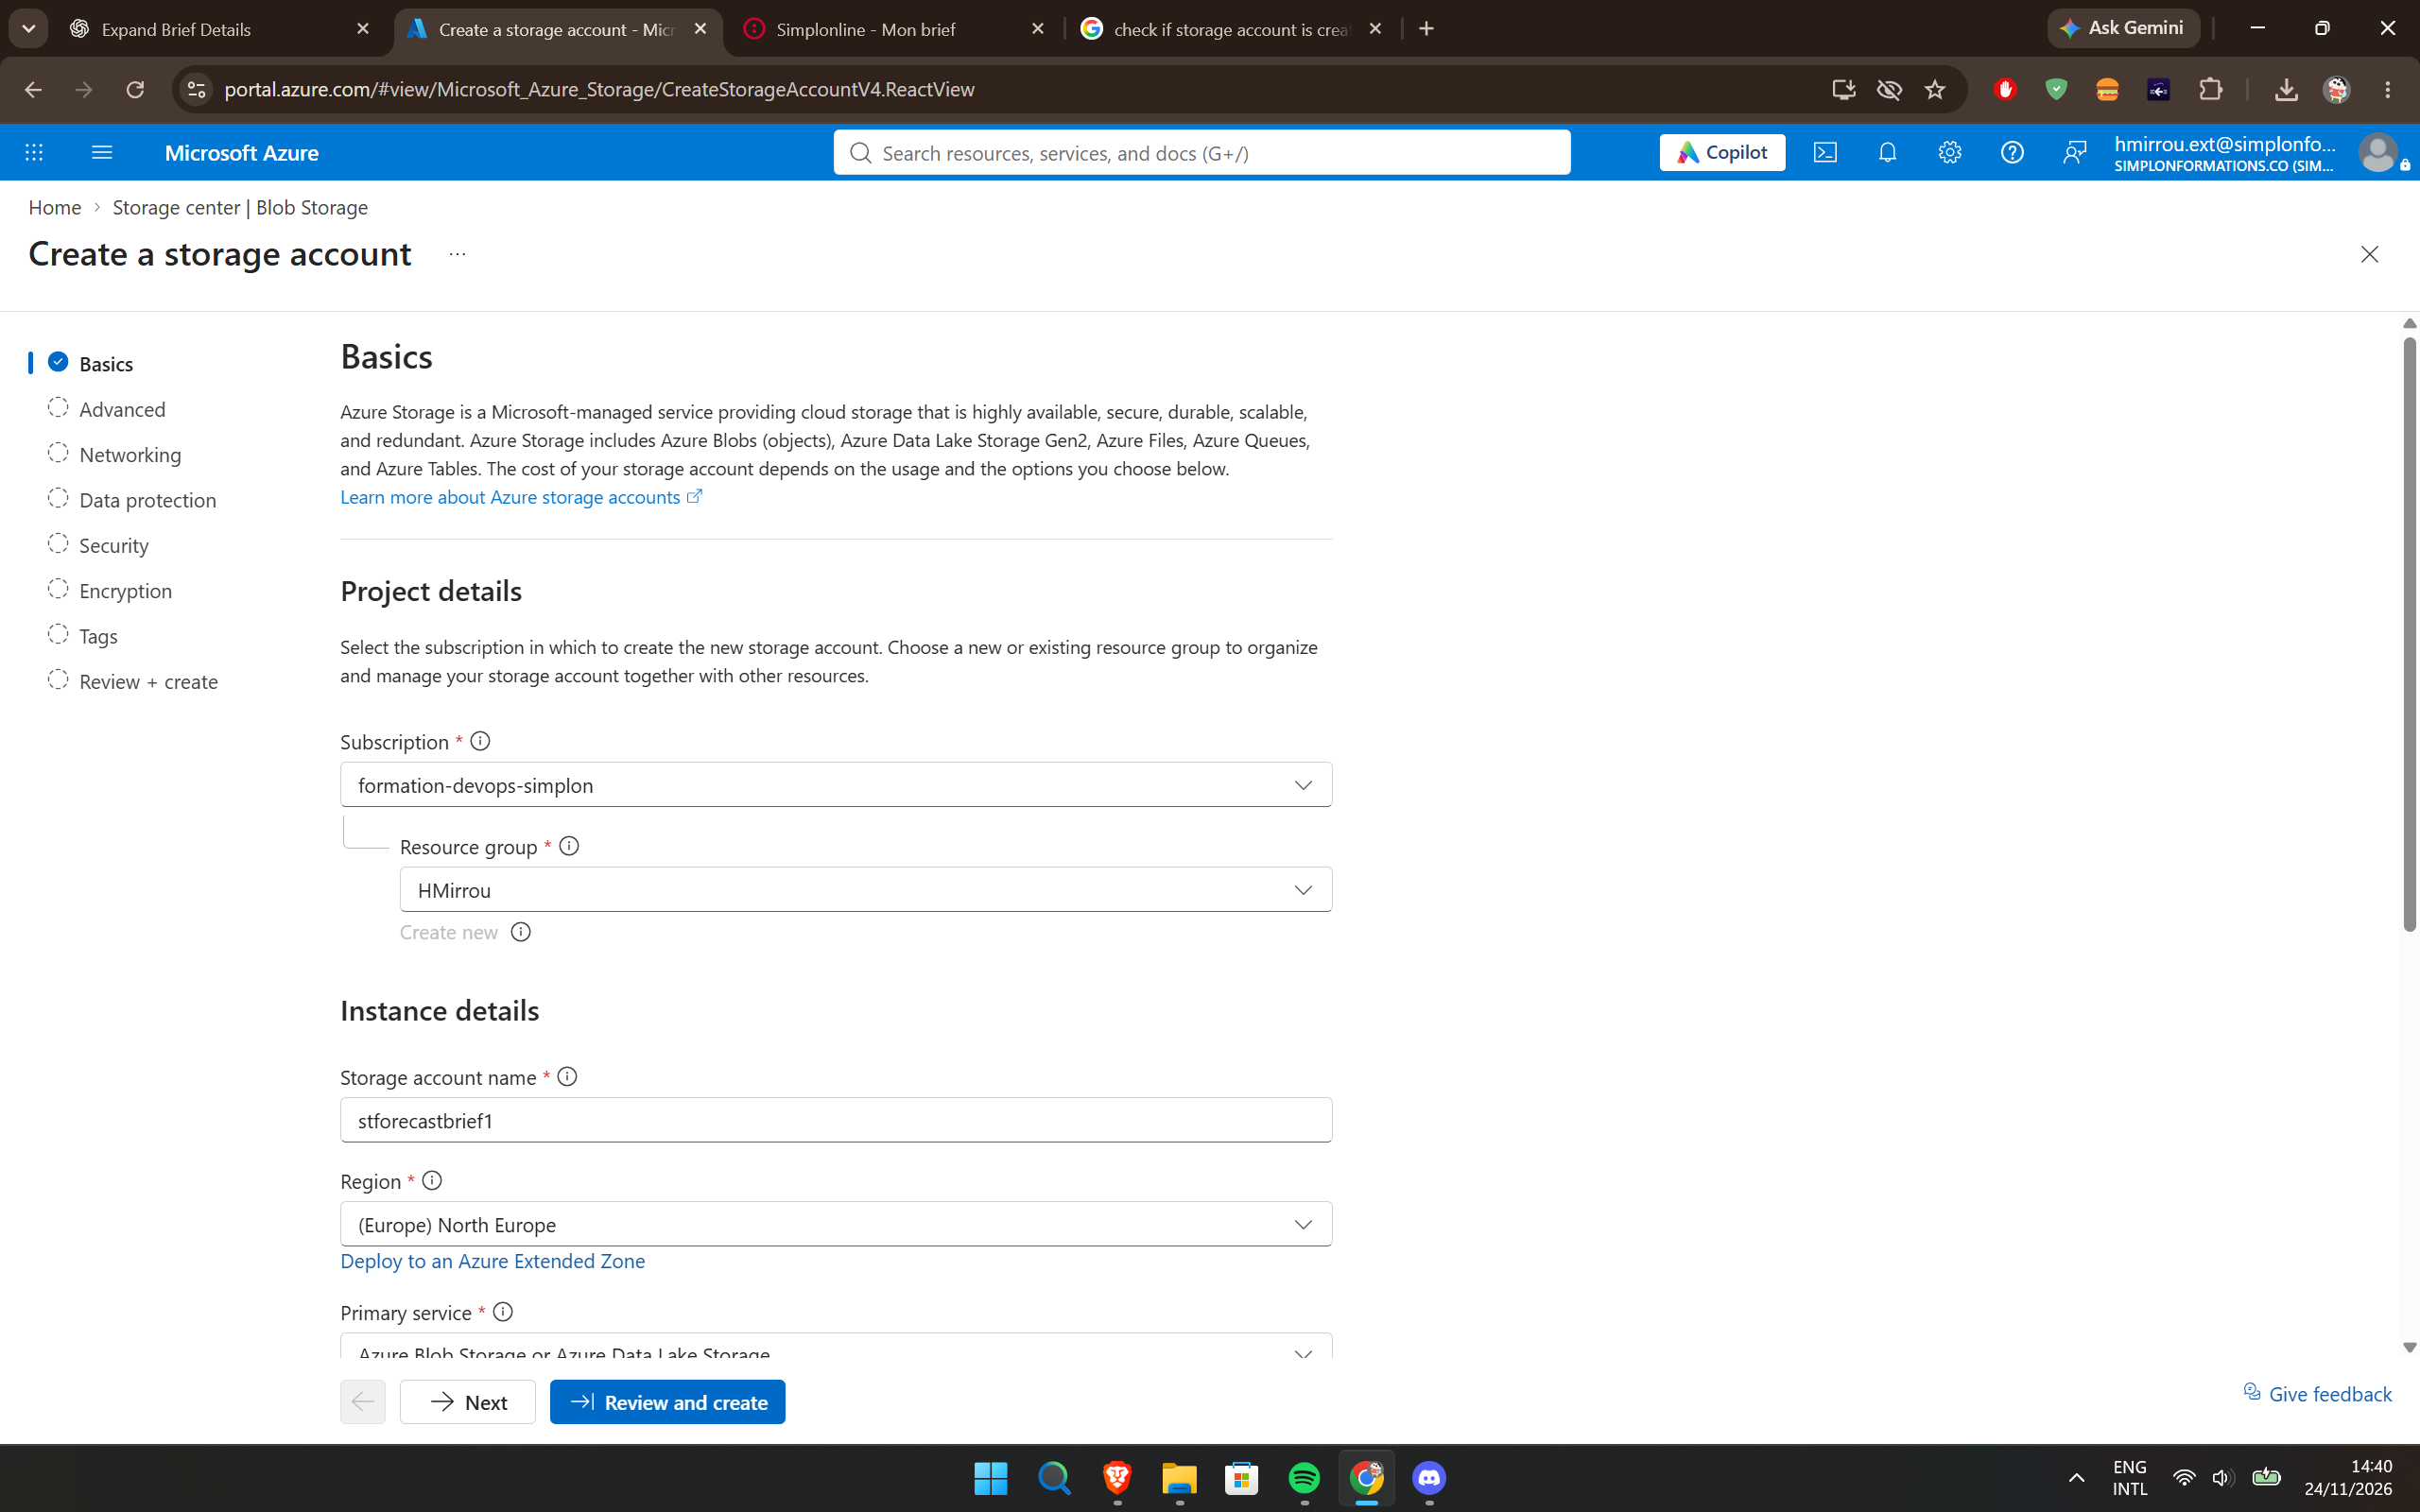 Expand Brief Details
Create a storage account - Micr
Simplonline - Mon brief
check if storage account is crea
Ask Gemini
portal.azure.com/#view/Microsoft_Azure_Storage/CreateStorageAccountV4.ReactView
Microsoft Azure
Search resources, services, and docs (G+/)
Copilot
hmirrou.ext@simplonfo...
SIMPLONFORMATIONS.CO (SIM...
Home > Storage center | Blob Storage
Create a storage account ...
Basics
Advanced
Networking
Data protection
Security
Encryption
Tags
Review + create
Basics
Azure Storage is a Microsoft-managed service providing cloud storage that is highly available, secure, durable, scalable,
and redundant. Azure Storage includes Azure Blobs (objects), Azure Data Lake Storage Gen2, Azure Files, Azure Queues,
and Azure Tables. The cost of your storage account depends on the usage and the options you choose below.
Learn more about Azure storage accounts
Project details
Select the subscription in which to create the new storage account. Choose a new or existing resource group to organize
and manage your storage account together with other resources.
Subscription *
formation-devops-simplon
Resource group *
HMirrou
Create new
Instance details
Storage account name *
stforecastbrief1
Region *
(Europe) North Europe
Deploy to an Azure Extended Zone
Primary service *
Azure Blob Storage or Azure Data Lake Storage
Next
Review and create
Give feedback
ENG
INTL
14:40
24/11/2026